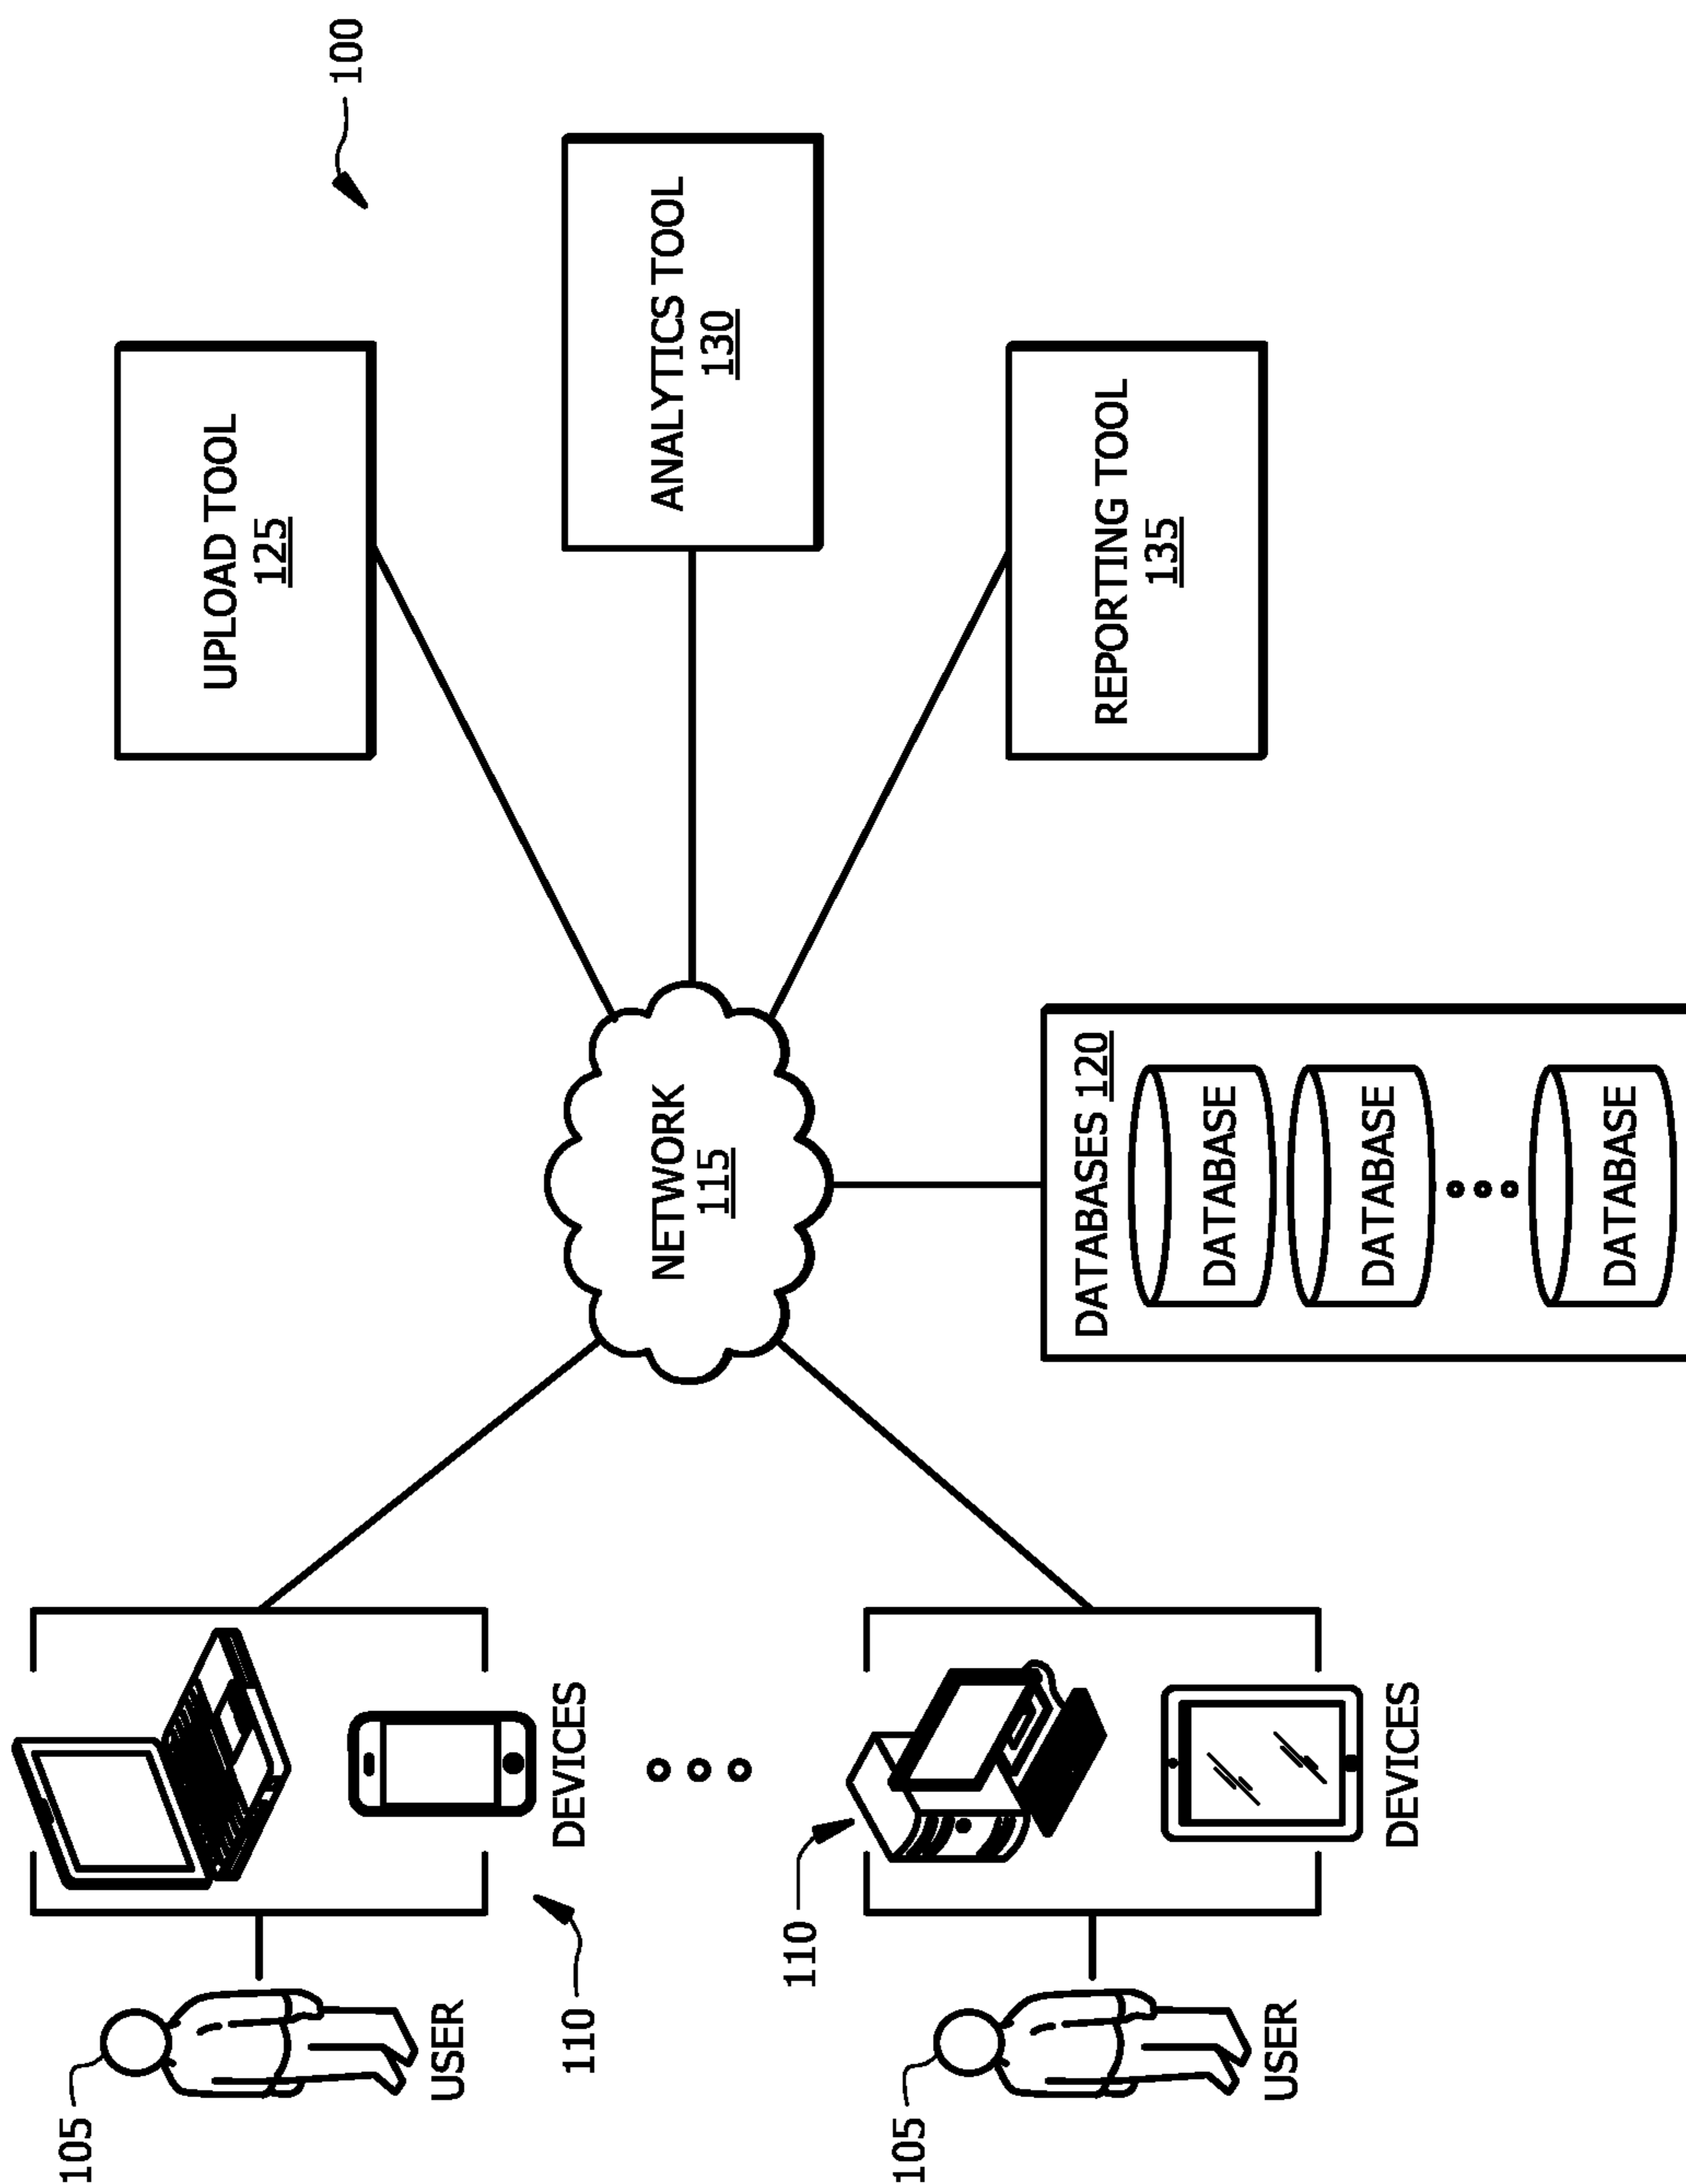 100
105
USER
110
DEVICES
105
USER
110
DEVICES
NETWORK
115
DATABASES 120
DATABASE
DATABASE
DATABASE
UPLOAD TOOL
125
ANALYTICS TOOL
130
REPORTING TOOL
135